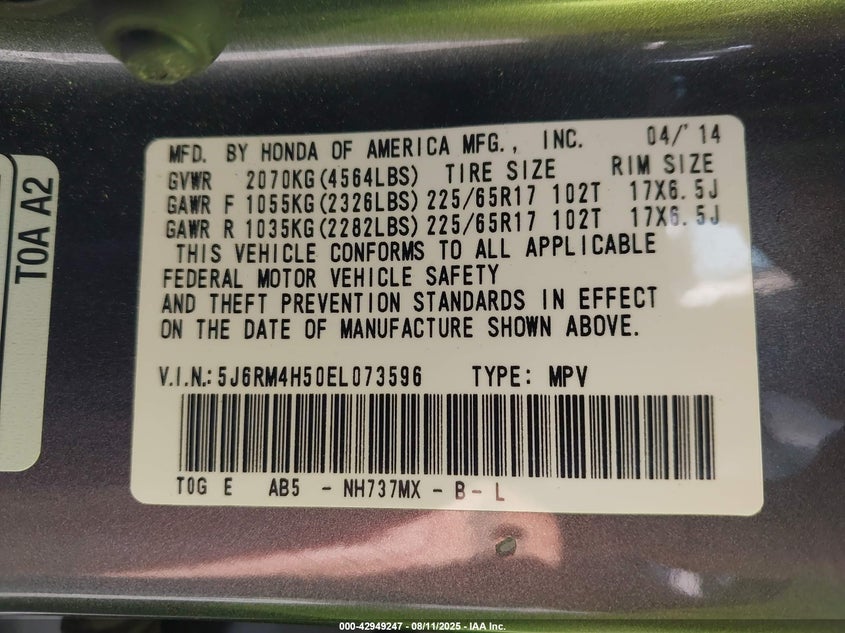 MFD. BY HONDA OF AMERICA MFG., INC. 04/'14
GVWR 2070KG(4564LBS) TIRE SIZE RIM SIZE
GAWR F 1055KG(2326LBS) 225/65R17 102T 17X6.5J
GAWR R 1035KG(2282LBS) 225/65R17 102T 17X6.5J
THIS VEHICLE CONFORMS TO ALL APPLICABLE
FEDERAL MOTOR VEHICLE SAFETY
AND THEFT PREVENTION STANDARDS IN EFFECT
ON THE DATE OF MANUFACTURE SHOWN ABOVE.
V.I.N.: 5J6RM4H50EL073596 TYPE: MPV
T0G E AB5 - NH737MX - B - L
T0A A2
000-42949247 - 08/11/2025 - IAA Inc.